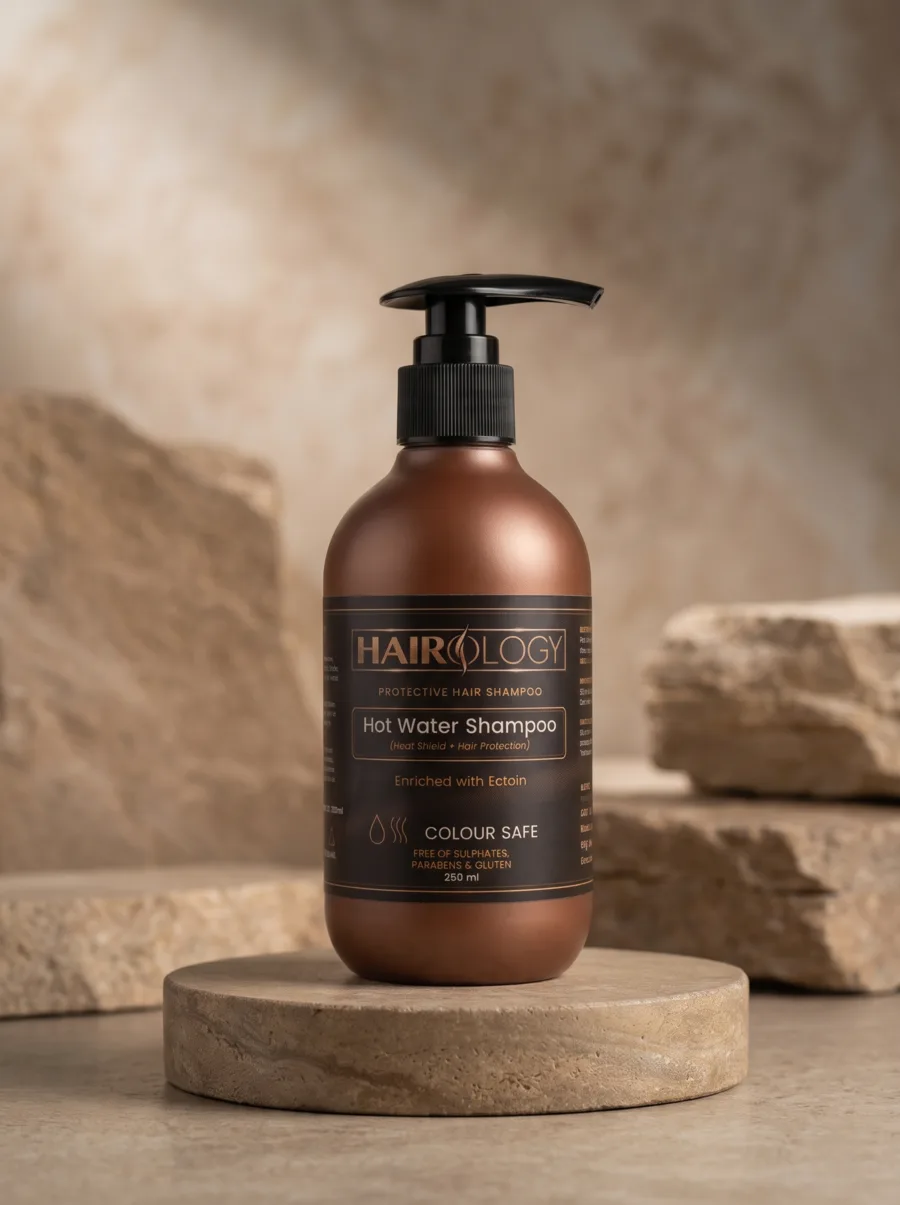 HAIROLOGY
PROTECTIVE HAIR SHAMPOO
Hot Water Shampoo
(Heat Shield + Hair Protection)
Enriched with Ectoin
COLOUR SAFE
FREE OF SULPHATES,
PARABENS & GLUTEN
250 ml